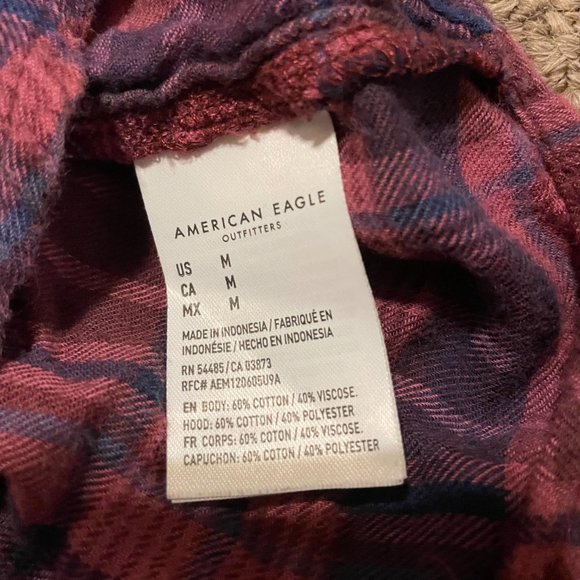 AMERICAN EAGLE
OUTFITTERS
US M
CA M
MX M
MADE IN INDONESIA / FABRIQUÉ EN
INDONÉSIE / HECHO EN INDONESIA
RN 54485 / CA 03873
RFC# AEM120605U9A
EN BODY: 60% COTTON / 40% VISCOSE.
HOOD: 60% COTTON / 40% POLYESTER
FR CORPS: 60% COTON / 40% VISCOSE.
CAPUCHON: 60% COTON / 40% POLYESTER